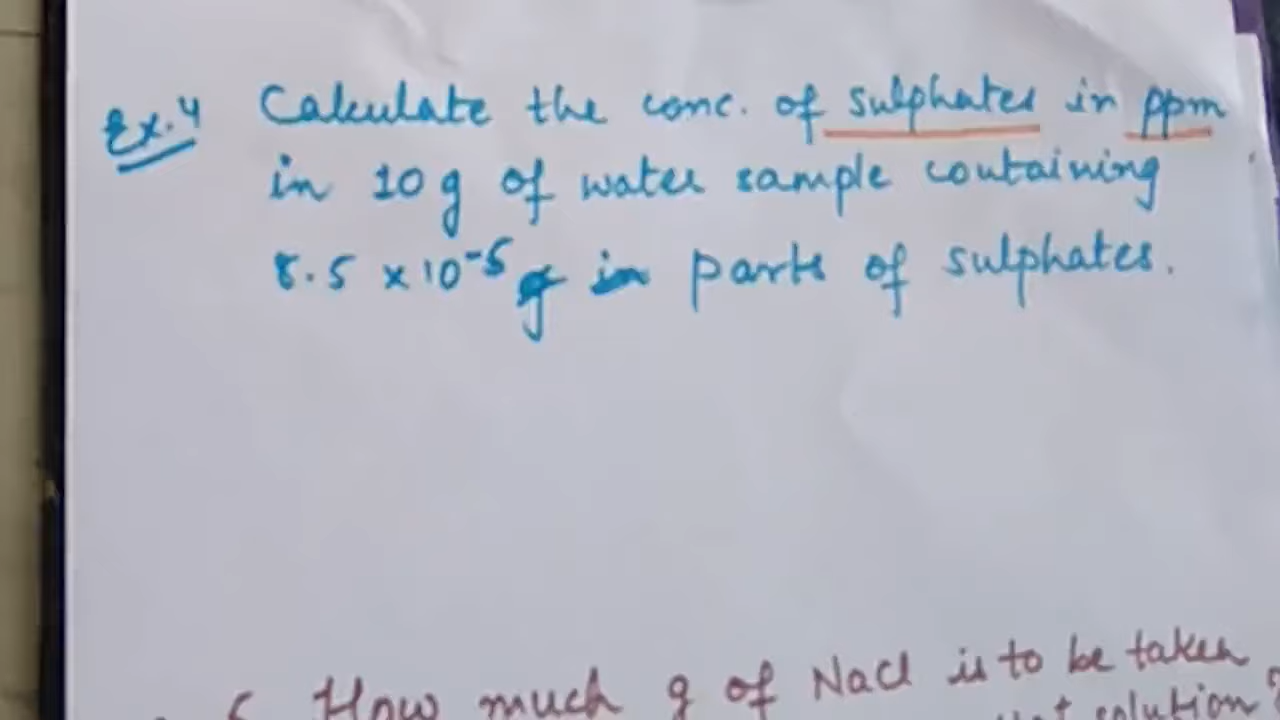 Ex.4 Calculate the conc. of sulphates in ppm
in 10 g of water sample containing
8.5 x 10-5 g in parts of sulphates.
How much g of NaCl is to be taken
solution?